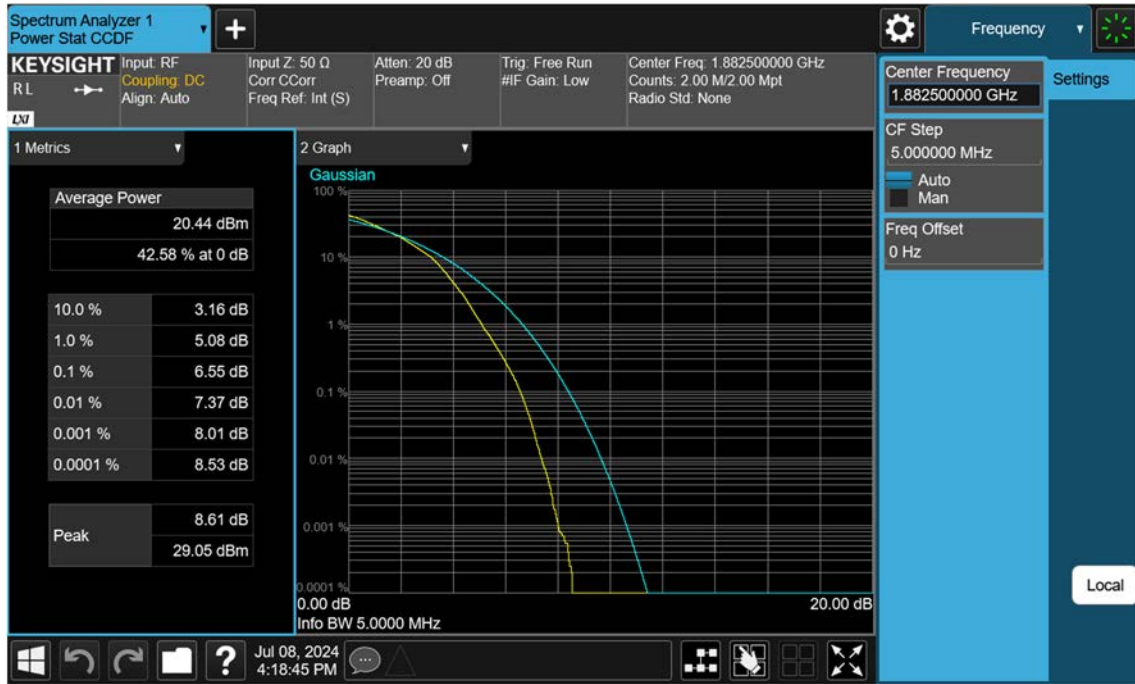 Spectrum Analyzer 1
Power Stat CCDF
Frequency
KEYSIGHT
RL
LXI
Input: RF
Coupling: DC
Align: Auto
Input Z: 50 Ω
Corr CCorr
Freq Ref: Int (S)
Atten: 20 dB
Preamp: Off
Trig: Free Run
#IF Gain: Low
Center Freq: 1.882500000 GHz
Counts: 2.00 M/2.00 Mpt
Radio Std: None
Center Frequency
1.882500000 GHz
Settings
CF Step
5.000000 MHz
Auto
Man
Freq Offset
0 Hz
Local
1 Metrics
Average Power
20.44 dBm
42.58 % at 0 dB
10.0 % 3.16 dB
1.0 % 5.08 dB
0.1 % 6.55 dB
0.01 % 7.37 dB
0.001 % 8.01 dB
0.0001 % 8.53 dB
Peak
8.61 dB
29.05 dBm
2 Graph
Gaussian
100 %
10 %
1 %
0.1 %
0.01 %
0.001 %
0.0001 %
0.00 dB 20.00 dB
Info BW 5.0000 MHz
?
Jul 08, 2024
4:18:45 PM